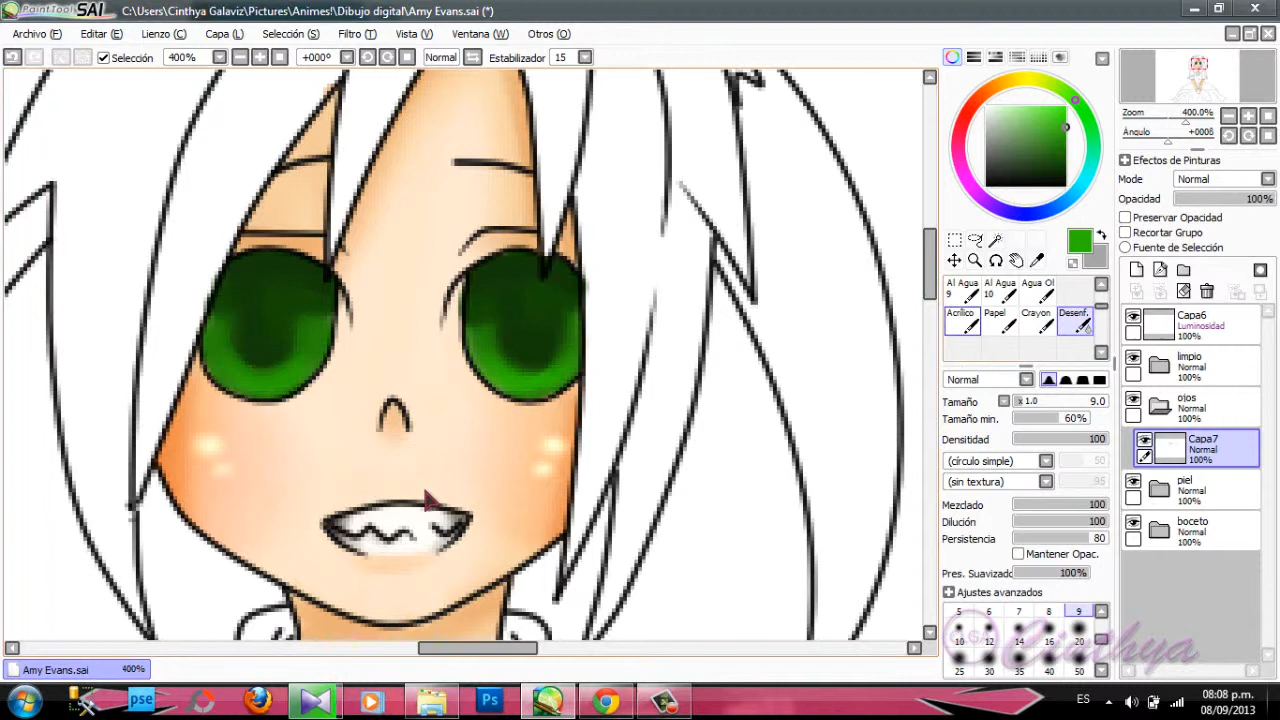 PaintTool SAI C:\Users\Cinthya Galaviz\Pictures\Animes!\Dibujo digital\Amy Evans.sai (*)
Archivo (F) Editar (E) Lienzo (C) Capa (L) Selección (S) Filtro (T) Vista (V) Ventana (W) Otros (O)
Selección 400% +000º Normal Estabilizador 15
Zoom 400.0%
Ángulo +000ß
Efectos de Pinturas
Mode Normal
Opacidad 100%
Preservar Opacidad
Recortar Grupo
Fuente de Selección
Al Agua 9 Al Agua 10 Agua Ol
Acrílico Papel Crayon Desenf.
Normal
Tamaño x 1.0 9.0
Tamaño min. 60%
Densitidad 100
(círculo simple) 50
(sin textura) 95
Mezclado 100
Dilución 100
Persistencia 80
Mantener Opac.
Pres. Suavizado 100%
Ajustes avanzados
5 6 7 8 9
10 12 14 16 20
25 30 35 40 50
Capa6
Luminosidad
100%
limpio
Normal
100%
ojos
Normal
100%
Capa7
Normal
100%
piel
Normal
100%
boceto
Normal
100%
Cinthya
Amy Evans.sai 400%
pse Ps ES 08:08 p.m.
08/09/2013